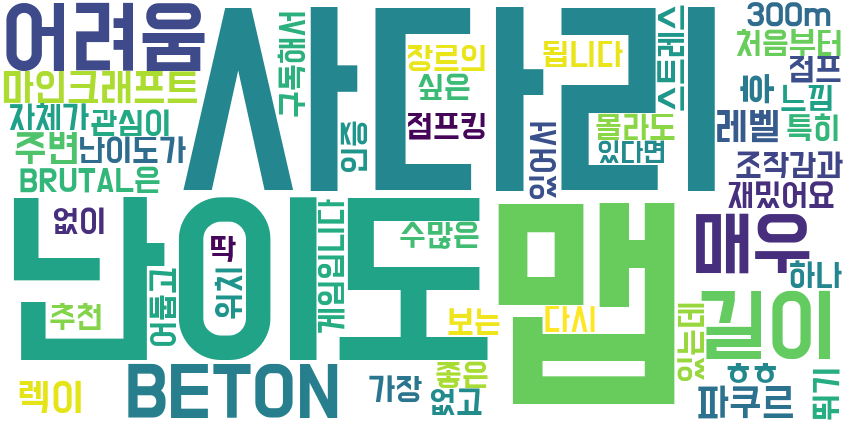 어려움
사다리
300m
처음부터
구독해서
장르의
됩니다
스트레스
점프
마인크래프트
싶은
후
느낌
자체가
관심이
점프킹
몰라도
레벨
특히
주변
난이도가
인증
있어서
있다면
조작감과
BRUTAL은
재밌어요
난이도
맵
매우
없이
딱
게임입니다
수많은
위치
어둡고
하나
추천
보는
다시
있는데
길이
BETON
좋은
흐흐
렉이
가장
없고
파쿠르
버기